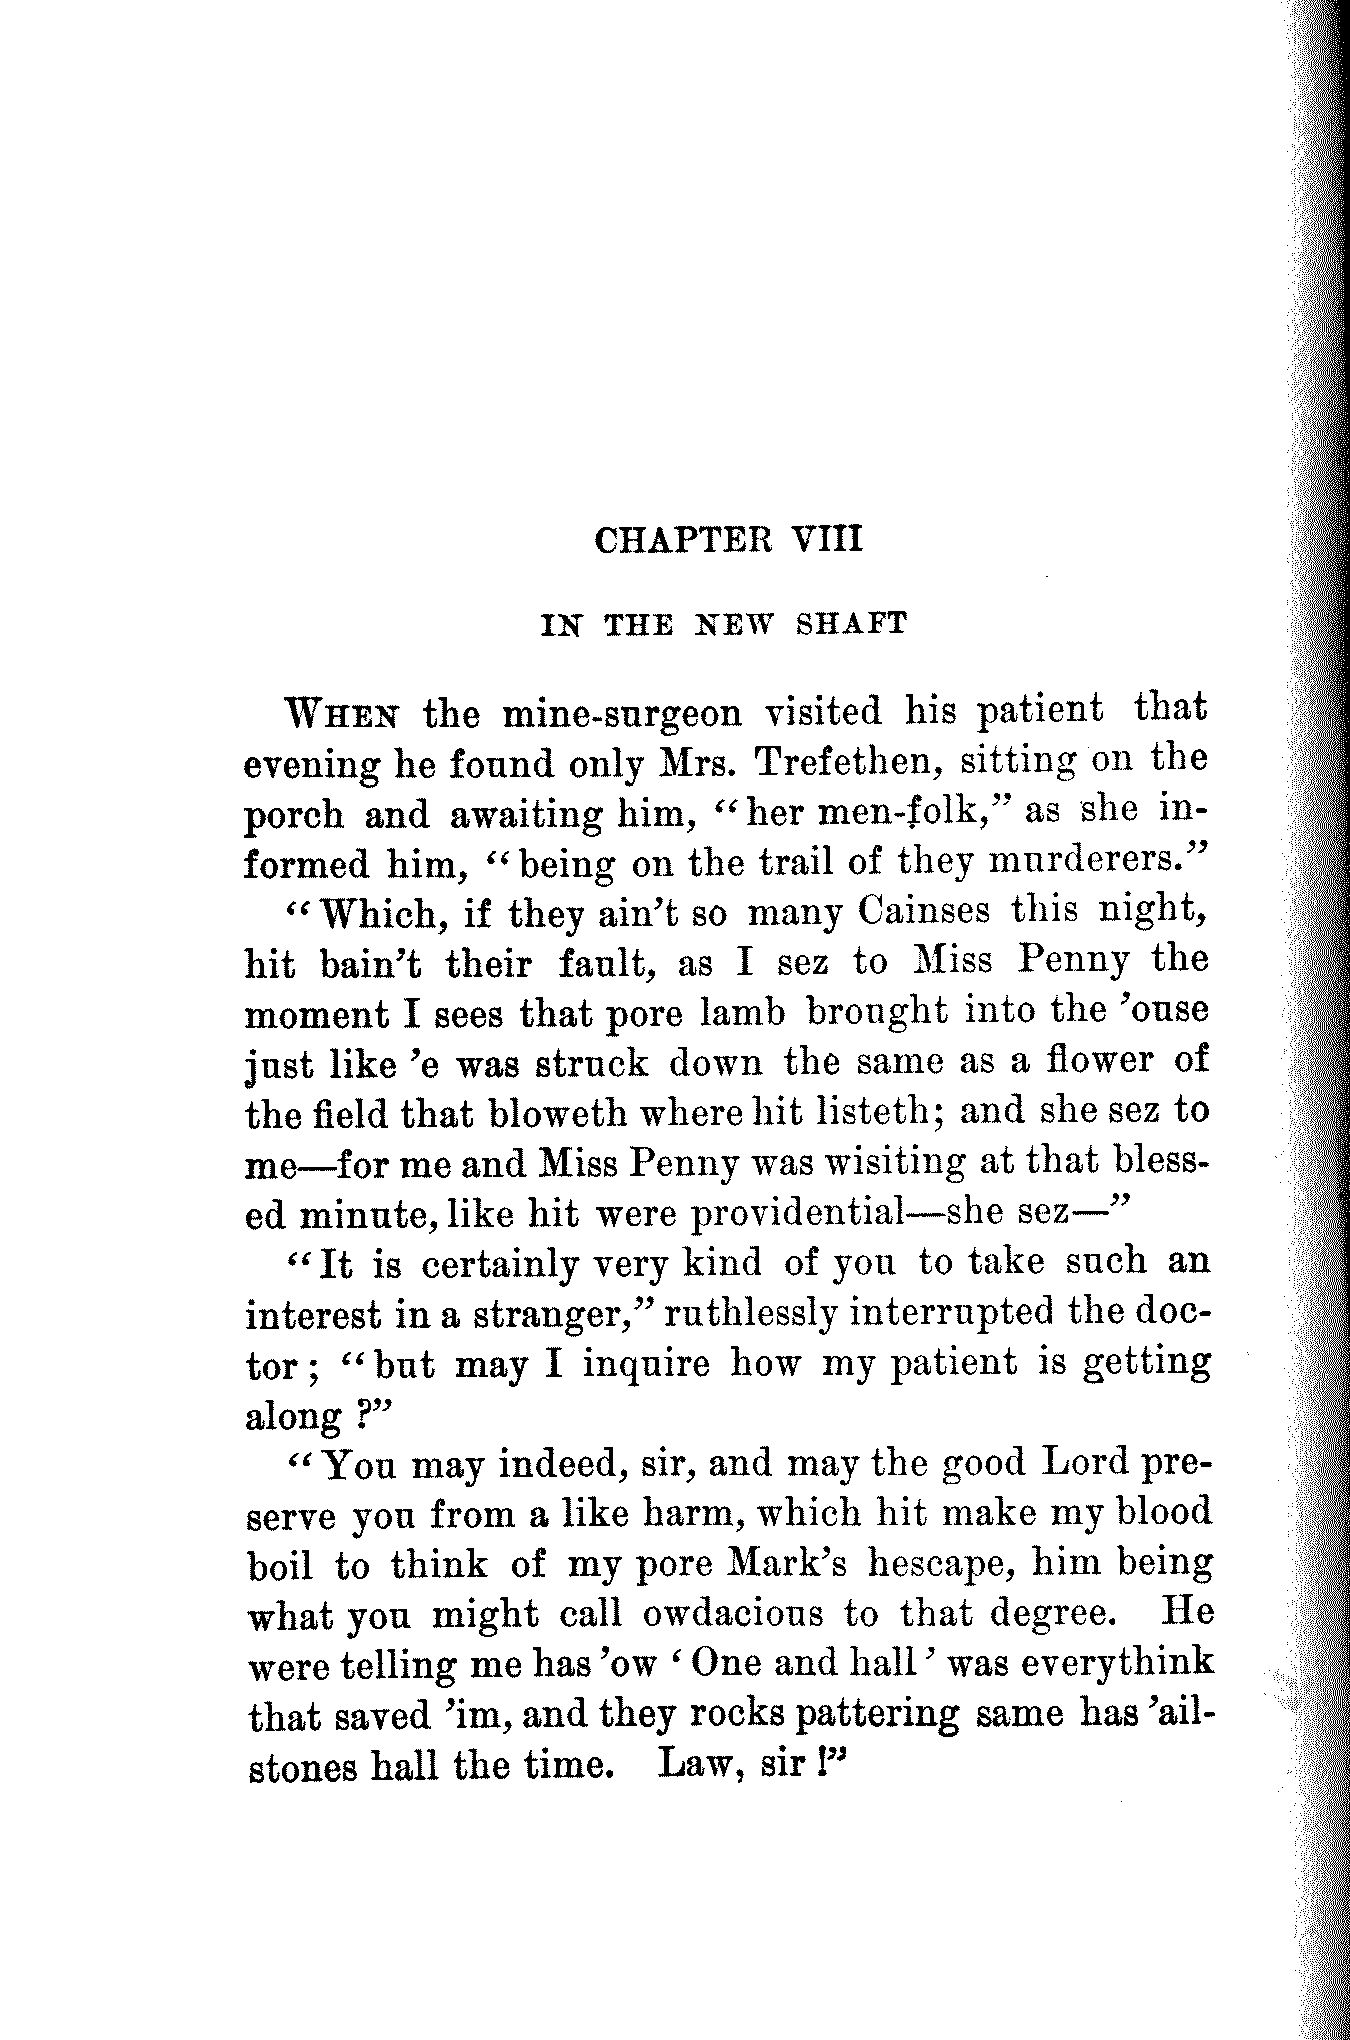 CHAPTER VIII
IN THE NEW SHAFT
WHEN the mine-surgeon visited his patient that
evening he found only Mrs. Trefethen, sitting on the
porch and awaiting him, “her men-folk,” as she in-
formed him, “being on the trail of they murderers.”
“Which, if they ain’t so many Cainses this night,
hit bain’t their fault, as I sez to Miss Penny the
moment I sees that pore lamb brought into the ’ouse
just like ’e was struck down the same as a flower of
the field that bloweth where hit listeth; and she sez to
me—for me and Miss Penny was wisiting at that bless-
ed minute, like hit were providential—she sez—”
“It is certainly very kind of you to take such an
interest in a stranger,” ruthlessly interrupted the doc-
tor; “but may I inquire how my patient is getting
along?”
“You may indeed, sir, and may the good Lord pre-
serve you from a like harm, which hit make my blood
boil to think of my pore Mark’s hescape, him being
what you might call owdacious to that degree. He
were telling me has ’ow ‘One and hall’ was everythink
that saved ’im, and they rocks pattering same has ’ail-
stones hall the time. Law, sir!”